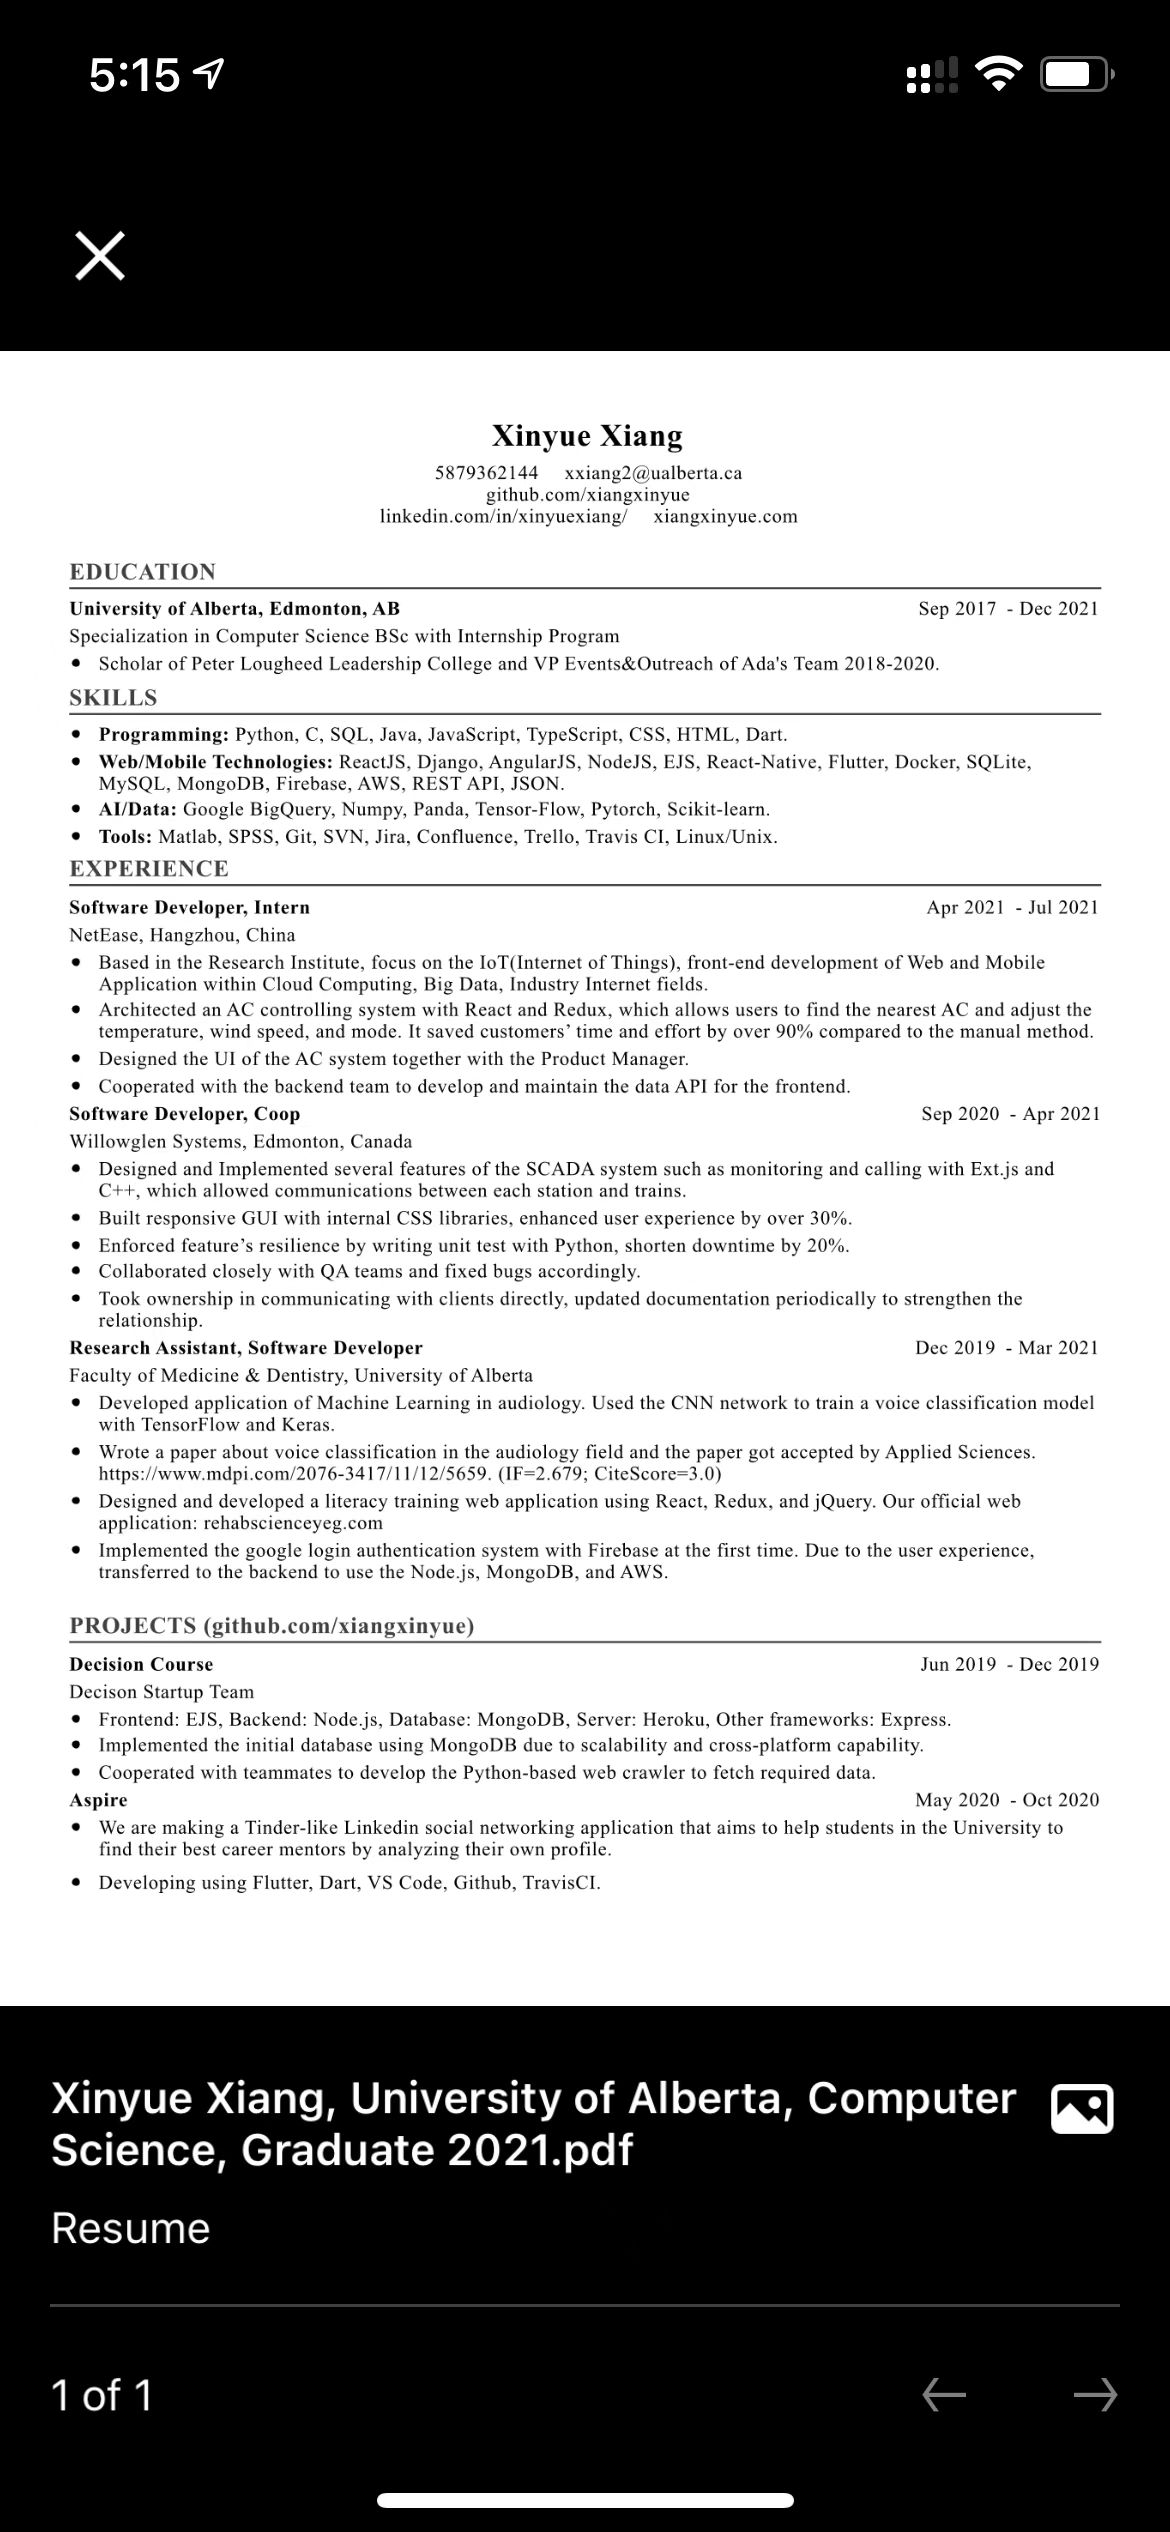 5:15
Xinyue Xiang
5879362144 xxiang2@ualberta.ca
github.com/xiangxinyue
linkedin.com/in/xinyuexiang/ xiangxinyue.com
EDUCATION
University of Alberta, Edmonton, AB Sep 2017 - Dec 2021
Specialization in Computer Science BSc with Internship Program
• Scholar of Peter Lougheed Leadership College and VP Events&Outreach of Ada's Team 2018-2020.
SKILLS
• Programming: Python, C, SQL, Java, JavaScript, TypeScript, CSS, HTML, Dart.
• Web/Mobile Technologies: ReactJS, Django, AngularJS, NodeJS, EJS, React-Native, Flutter, Docker, SQLite,
MySQL, MongoDB, Firebase, AWS, REST API, JSON.
• AI/Data: Google BigQuery, Numpy, Panda, Tensor-Flow, Pytorch, Scikit-learn.
• Tools: Matlab, SPSS, Git, SVN, Jira, Confluence, Trello, Travis CI, Linux/Unix.
EXPERIENCE
Software Developer, Intern Apr 2021 - Jul 2021
NetEase, Hangzhou, China
• Based in the Research Institute, focus on the IoT(Internet of Things), front-end development of Web and Mobile
Application within Cloud Computing, Big Data, Industry Internet fields.
• Architected an AC controlling system with React and Redux, which allows users to find the nearest AC and adjust the
temperature, wind speed, and mode. It saved customers’ time and effort by over 90% compared to the manual method.
• Designed the UI of the AC system together with the Product Manager.
• Cooperated with the backend team to develop and maintain the data API for the frontend.
Software Developer, Coop Sep 2020 - Apr 2021
Willowglen Systems, Edmonton, Canada
• Designed and Implemented several features of the SCADA system such as monitoring and calling with Ext.js and
C++, which allowed communications between each station and trains.
• Built responsive GUI with internal CSS libraries, enhanced user experience by over 30%.
• Enforced feature’s resilience by writing unit test with Python, shorten downtime by 20%.
• Collaborated closely with QA teams and fixed bugs accordingly.
• Took ownership in communicating with clients directly, updated documentation periodically to strengthen the
relationship.
Research Assistant, Software Developer Dec 2019 - Mar 2021
Faculty of Medicine & Dentistry, University of Alberta
• Developed application of Machine Learning in audiology. Used the CNN network to train a voice classification model
with TensorFlow and Keras.
• Wrote a paper about voice classification in the audiology field and the paper got accepted by Applied Sciences.
https://www.mdpi.com/2076-3417/11/12/5659. (IF=2.679; CiteScore=3.0)
• Designed and developed a literacy training web application using React, Redux, and jQuery. Our official web
application: rehabscienceyeg.com
• Implemented the google login authentication system with Firebase at the first time. Due to the user experience,
transferred to the backend to use the Node.js, MongoDB, and AWS.
PROJECTS (github.com/xiangxinyue)
Decision Course Jun 2019 - Dec 2019
Decison Startup Team
• Frontend: EJS, Backend: Node.js, Database: MongoDB, Server: Heroku, Other frameworks: Express.
• Implemented the initial database using MongoDB due to scalability and cross-platform capability.
• Cooperated with teammates to develop the Python-based web crawler to fetch required data.
Aspire May 2020 - Oct 2020
• We are making a Tinder-like Linkedin social networking application that aims to help students in the University to
find their best career mentors by analyzing their own profile.
• Developing using Flutter, Dart, VS Code, Github, TravisCI.
Xinyue Xiang, University of Alberta, Computer
Science, Graduate 2021.pdf
Resume
1 of 1